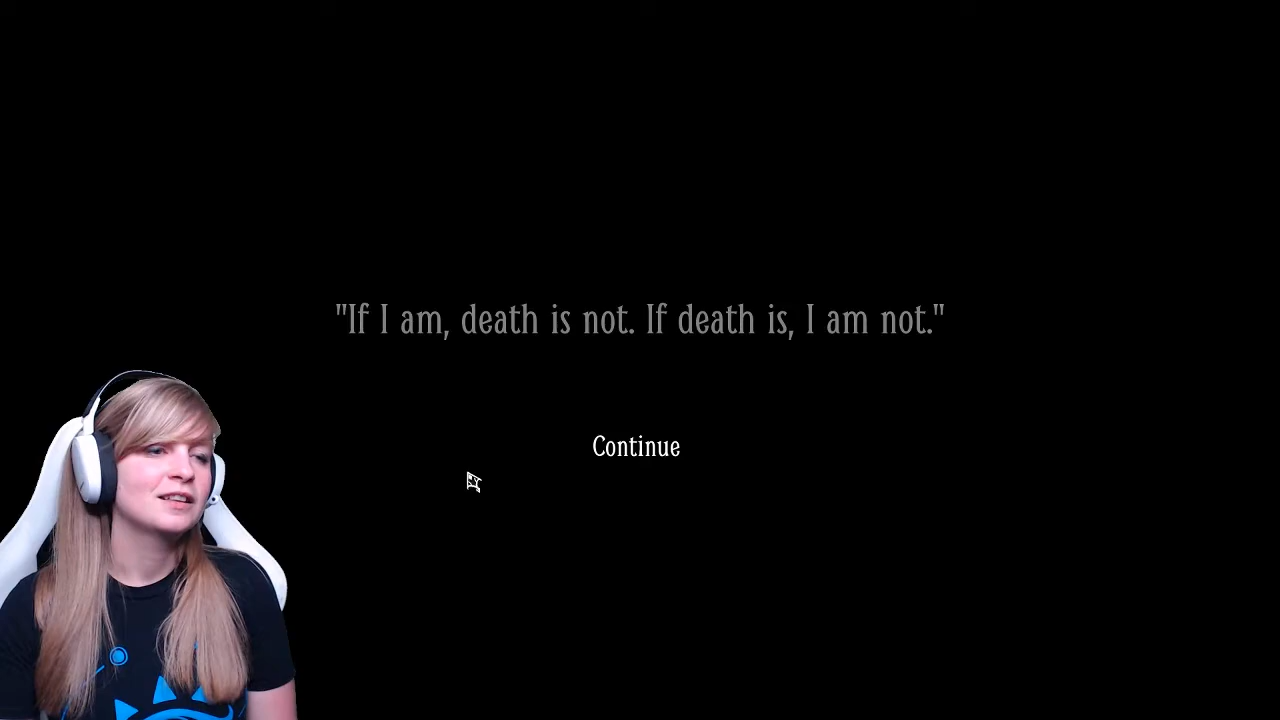 "If I am, death is not. If death is, I am not."
Continue